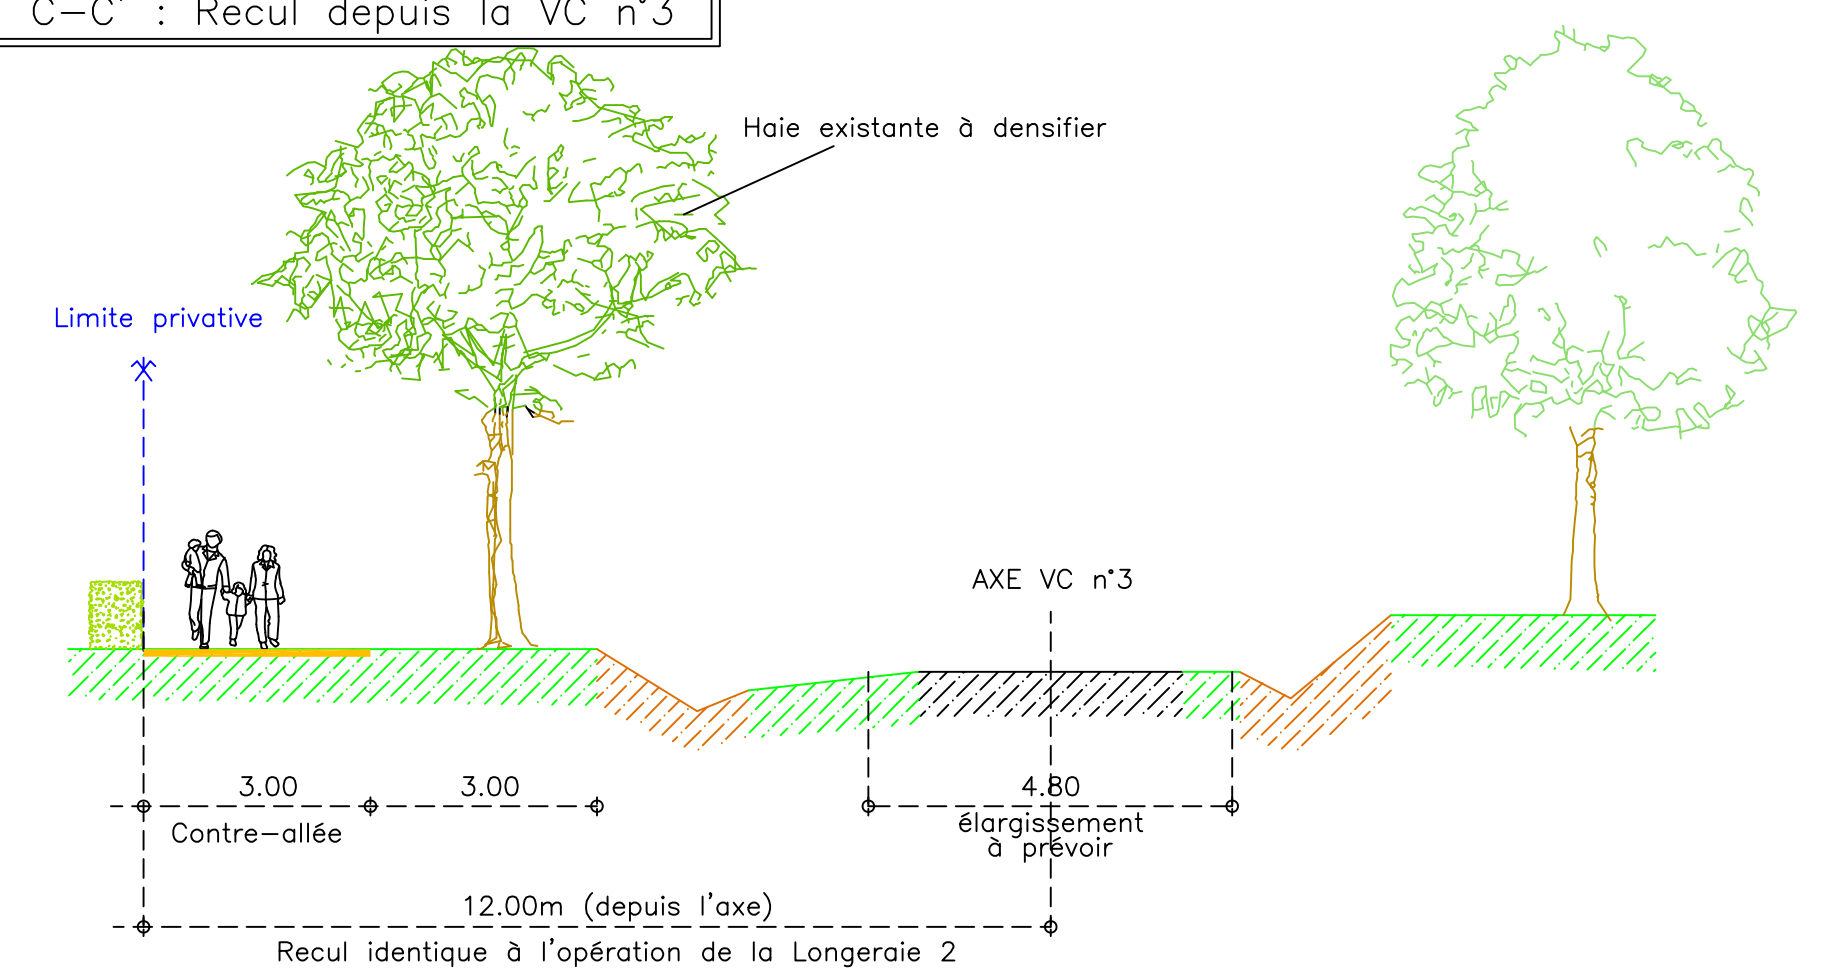 C-C' : Recul depuis la VC n°3
Haie existante à densifier
Limite privative
AXE VC n°3
3.00
3.00
4.80
Contre-allée
élargissement
à prévoir
12.00m (depuis l'axe)
Recul identique à l'opération de la Longeraie 2